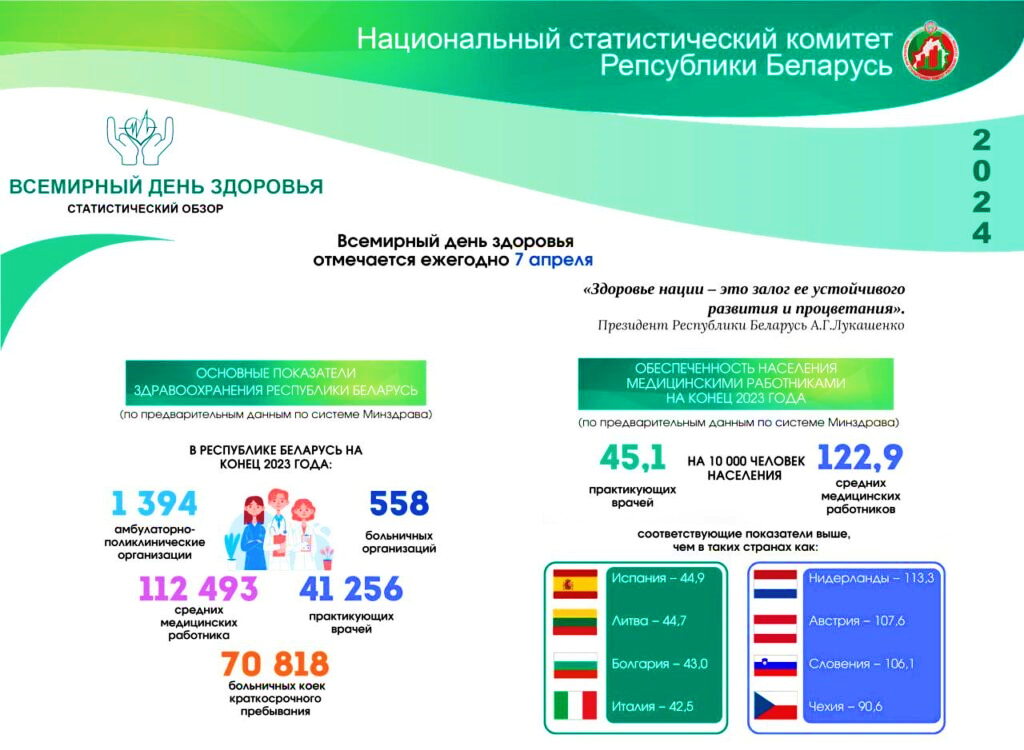 Национальный статистический комитет
Репсублики Беларусь
2
0
2
4
ВСЕМИРНЫЙ ДЕНЬ ЗДОРОВЬЯ
СТАТИСТИЧЕСКИЙ ОБЗОР
Всемирный день здоровья
отмечается ежегодно 7 апреля
«Здоровье нации – это залог ее устойчивого
развития и процветания».
Президент Республики Беларусь А.Г.Лукашенко
ОСНОВНЫЕ ПОКАЗАТЕЛИ
ЗДРАВООХРАНЕНИЯ РЕСПУБЛИКИ БЕЛАРУСЬ
(по предварительным данным по системе Минздрава)
В РЕСПУБЛИКЕ БЕЛАРУСЬ НА
КОНЕЦ 2023 ГОДА:
1 394
амбулаторно-
поликлинические
организации
558
больничных
организаций
112 493
средних
медицинских
работника
41 256
практикующих
врачей
70 818
больничных коек
краткосрочного
пребывания
ОБЕСПЕЧЕННОСТЬ НАСЕЛЕНИЯ
МЕДИЦИНСКИМИ РАБОТНИКАМИ
НА КОНЕЦ 2023 ГОДА
(по предварительным данным по системе Минздрава)
45,1
практикующих
врачей
НА 10 000 ЧЕЛОВЕК
НАСЕЛЕНИЯ
122,9
средних
медицинских
работников
соответствующие показатели выше,
чем в таких странах как:
Испания – 44,9
Литва – 44,7
Болгария – 43,0
Италия – 42,5
Нидерланды – 113,3
Австрия – 107,6
Словения – 106,1
Чехия – 90,6